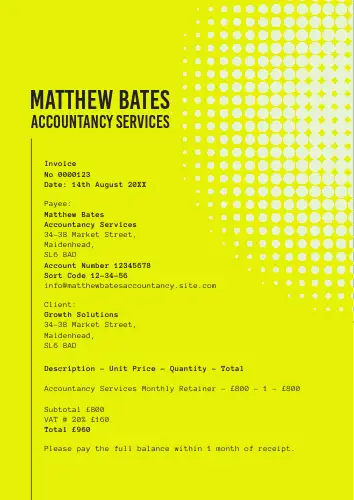 MATTHEW BATES
ACCOUNTANCY SERVICES
Invoice
No 0000123
Date: 14th August 20XX
Payee:
Matthew Bates
Accountancy Services
34-38 Market Street,
Maidenhead,
SL6 8AD
Account Number 12345678
Sort Code 12-34-56
info@matthewbatesaccountancy.site.com
Client:
Growth Solutions
34-38 Market Street,
Maidenhead,
SL6 8AD
Description - Unit Price - Quantity - Total
Accountancy Services Monthly Retainer - £800 - 1 - £800
Subtotal £800
VAT @ 20% £160
Total £960
Please pay the full balance within 1 month of receipt.